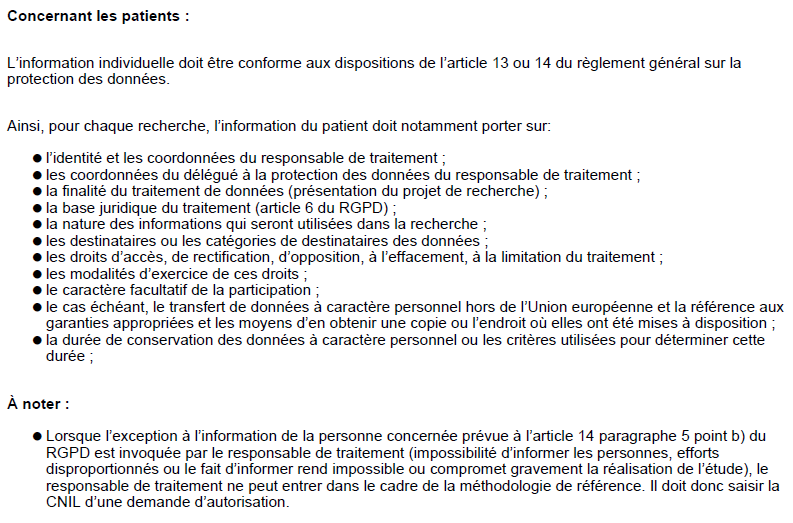 Concernant les patients :
L’information individuelle doit être conforme aux dispositions de l’article 13 ou 14 du règlement général sur la
protection des données.
Ainsi, pour chaque recherche, l’information du patient doit notamment porter sur:
● l’identité et les coordonnées du responsable de traitement ;
● les coordonnées du délégué à la protection des données du responsable de traitement ;
● la finalité du traitement de données (présentation du projet de recherche) ;
● la base juridique du traitement (article 6 du RGPD) ;
● la nature des informations qui seront utilisées dans la recherche ;
● les destinataires ou les catégories de destinataires des données ;
● les droits d’accès, de rectification, d’opposition, à l’effacement, à la limitation du traitement ;
● les modalités d’exercice de ces droits ;
● le caractère facultatif de la participation ;
● le cas échéant, le transfert de données à caractère personnel hors de l’Union européenne et la référence aux
garanties appropriées et les moyens d’en obtenir une copie ou l’endroit où elles ont été mises à disposition ;
● la durée de conservation des données à caractère personnel ou les critères utilisées pour déterminer cette
durée ;
À noter :
● Lorsque l’exception à l’information de la personne concernée prévue à l’article 14 paragraphe 5 point b) du
RGPD est invoquée par le responsable de traitement (impossibilité d’informer les personnes, efforts
disproportionnés ou le fait d’informer rend impossible ou compromet gravement la réalisation de l’étude), le
responsable de traitement ne peut entrer dans le cadre de la méthodologie de référence. Il doit donc saisir la
CNIL d’une demande d’autorisation.